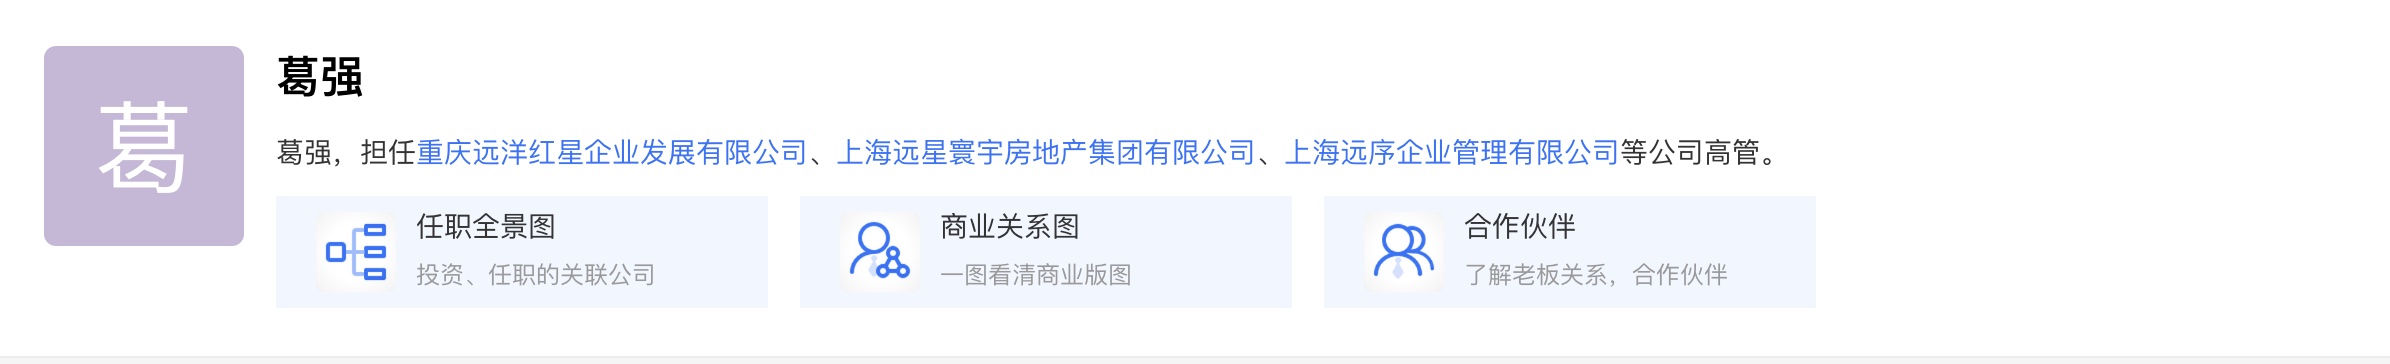 葛
葛强
葛强，担任重庆远洋红星企业发展有限公司、上海远星寰宇房地产集团有限公司、上海远序企业管理有限公司等公司高管。
任职全景图
投资、任职的关联公司
商业关系图
一图看清商业版图
合作伙伴
了解老板关系，合作伙伴